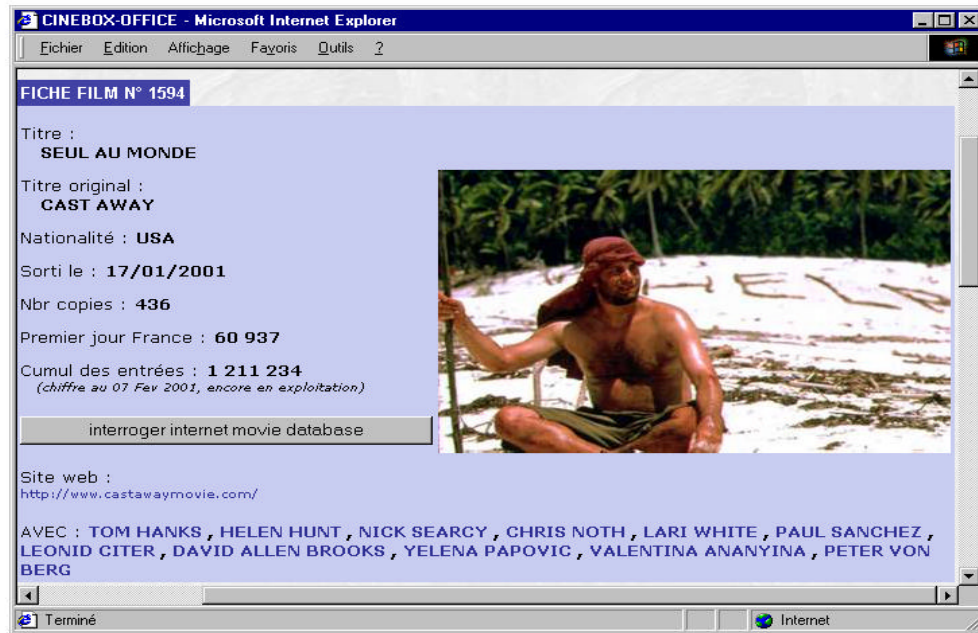 CINEBOX-OFFICE - Microsoft Internet Explorer
Fichier Edition Affichage Favoris Outils ?
FICHE FILM N° 1594
Titre :
SEUL AU MONDE
Titre original :
CAST AWAY
Nationalité : USA
Sorti le : 17/01/2001
Nbr copies : 436
Premier jour France : 60 937
Cumul des entrées : 1 211 234
(chiffre au 07 Fev 2001, encore en exploitation)
interroger internet movie database
Site web :
http://www.castawaymovie.com/
AVEC : TOM HANKS , HELEN HUNT , NICK SEARCY , CHRIS NOTH , LARI WHITE , PAUL SANCHEZ ,
LEONID CITER , DAVID ALLEN BROOKS , YELENA PAPOVIC , VALENTINA ANANYINA , PETER VON
BERG
HELP
Terminé
Internet